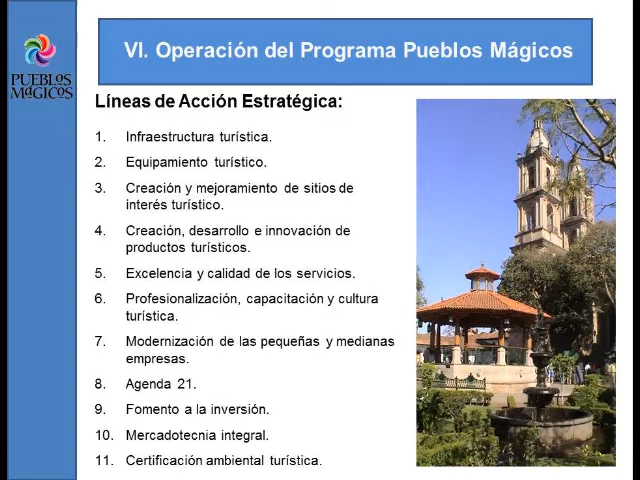 VI. Operación del Programa Pueblos Mágicos
PUEBLOS
MÁGICOS
Líneas de Acción Estratégica:
1. Infraestructura turística.
2. Equipamiento turístico.
3. Creación y mejoramiento de sitios de
interés turístico.
4. Creación, desarrollo e innovación de
productos turísticos.
5. Excelencia y calidad de los servicios.
6. Profesionalización, capacitación y cultura
turística.
7. Modernización de las pequeñas y medianas
empresas.
8. Agenda 21.
9. Fomento a la inversión.
10. Mercadotecnia integral.
11. Certificación ambiental turística.